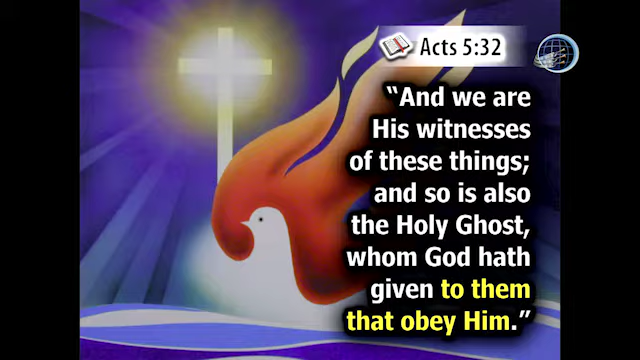 Acts 5:32
“And we are
His witnesses
of these things;
and so is also
the Holy Ghost,
whom God hath
given to them
that obey Him.”